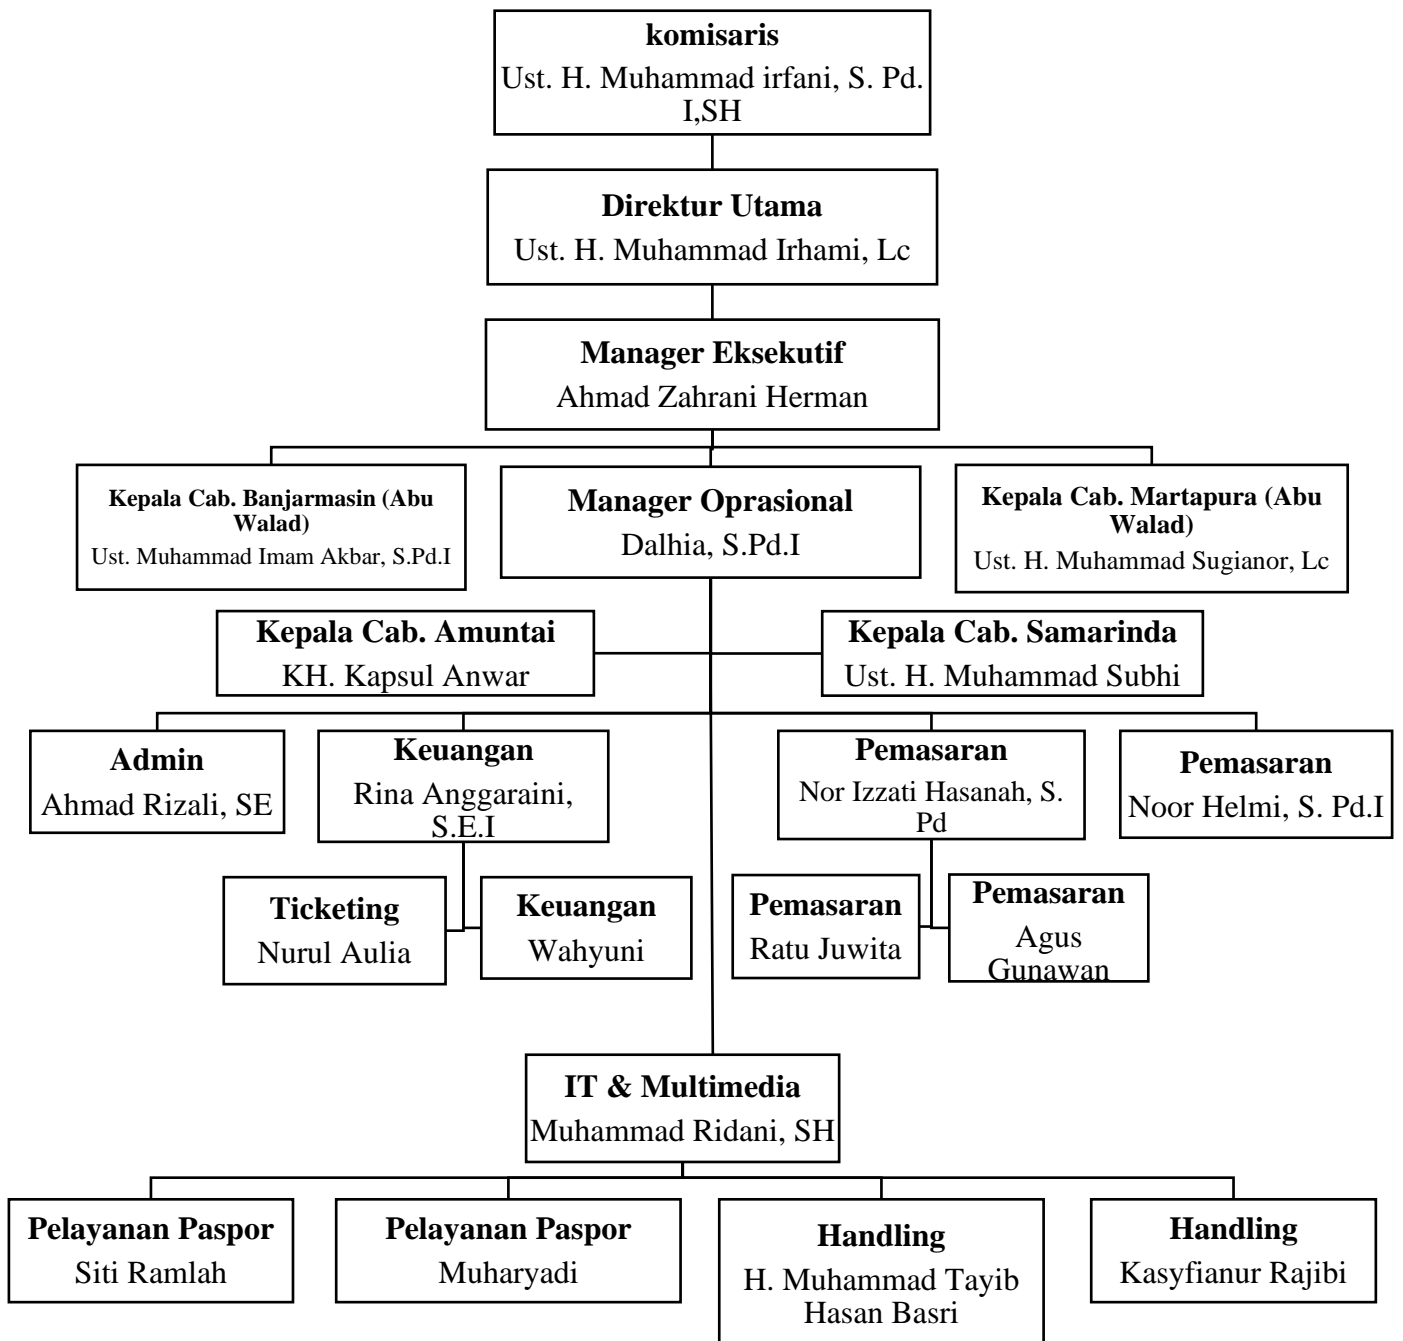 komisaris
Ust. H. Muhammad irfani, S. Pd.
I,SH
Direktur Utama
Ust. H. Muhammad Irhami, Lc
Manager Eksekutif
Ahmad Zahrani Herman
Kepala Cab. Banjarmasin (Abu
Walad)
Ust. Muhammad Imam Akbar, S.Pd.I
Manager Oprasional
Dalhia, S.Pd.I
Kepala Cab. Martapura (Abu
Walad)
Ust. H. Muhammad Sugianor, Lc
Kepala Cab. Amuntai
KH. Kapsul Anwar
Kepala Cab. Samarinda
Ust. H. Muhammad Subhi
Admin
Ahmad Rizali, SE
Keuangan
Rina Anggaraini,
S.E.I
Pemasaran
Nor Izzati Hasanah, S.
Pd
Pemasaran
Noor Helmi, S. Pd.I
Ticketing
Nurul Aulia
Keuangan
Wahyuni
Pemasaran
Ratu Juwita
Pemasaran
Agus
Gunawan
IT & Multimedia
Muhammad Ridani, SH
Pelayanan Paspor
Siti Ramlah
Pelayanan Paspor
Muharyadi
Handling
H. Muhammad Tayib
Hasan Basri
Handling
Kasyfianur Rajibi